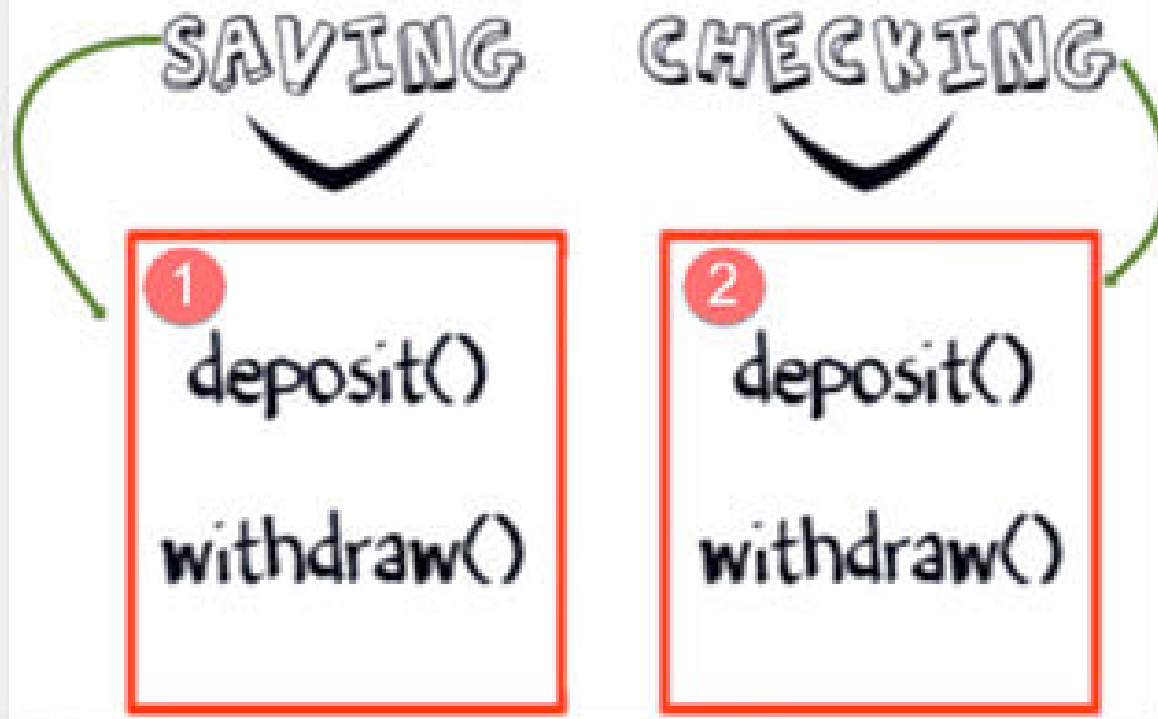 SAVING
CHECKING
1
deposit()
withdraw()
2
deposit()
withdraw()